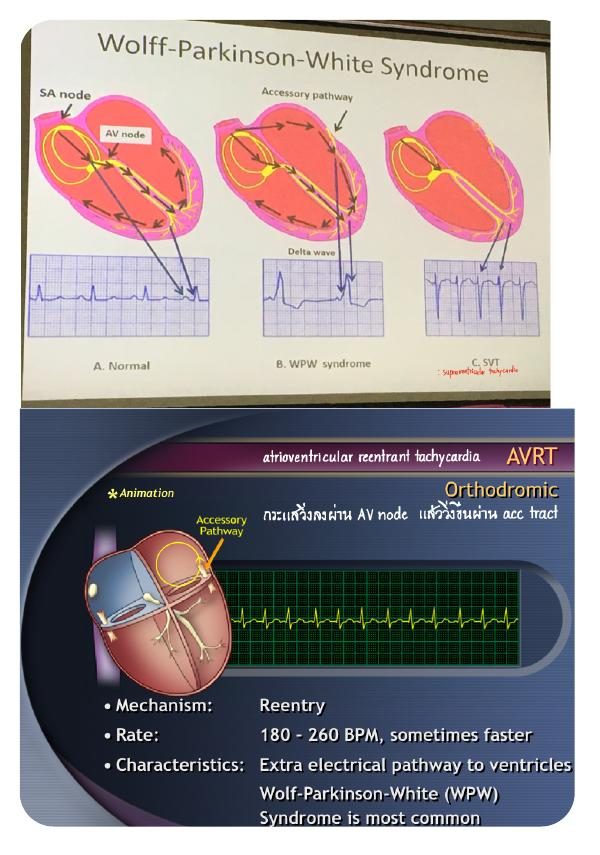 Wolff-Parkinson-White Syndrome
SA node
AV node
Accessory pathway
Delta wave
A. Normal
B. WPW syndrome
C. SVT
: supraventricular tachycardia
atrioventricular reentrant tachycardia AVRT
* Animation
Orthodromic
กระแสวิ่งลงผ่าน AV node แล้ววิ่งขึ้นผ่าน acc tract
Accessory
Pathway
• Mechanism: Reentry
• Rate: 180 - 260 BPM, sometimes faster
• Characteristics: Extra electrical pathway to ventricles
Wolf-Parkinson-White (WPW)
Syndrome is most common